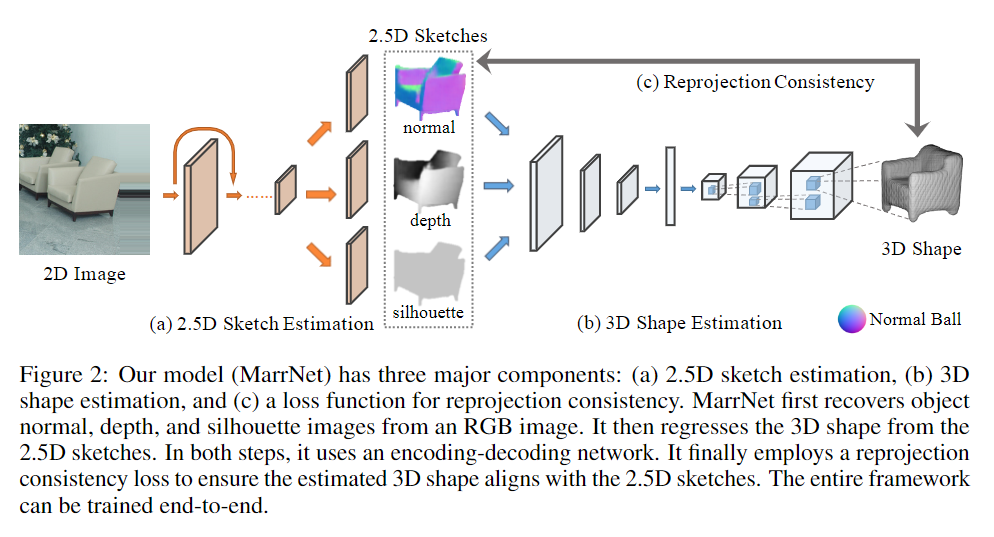 2.5D Sketches
(c) Reprojection Consistency
normal
depth
2D Image
3D Shape
silhouette
(a) 2.5D Sketch Estimation
(b) 3D Shape Estimation
Normal Ball
Figure 2: Our model (MarrNet) has three major components: (a) 2.5D sketch estimation, (b) 3D
shape estimation, and (c) a loss function for reprojection consistency. MarrNet first recovers object
normal, depth, and silhouette images from an RGB image. It then regresses the 3D shape from the
2.5D sketches. In both steps, it uses an encoding-decoding network. It finally employs a reprojection
consistency loss to ensure the estimated 3D shape aligns with the 2.5D sketches. The entire framework
can be trained end-to-end.